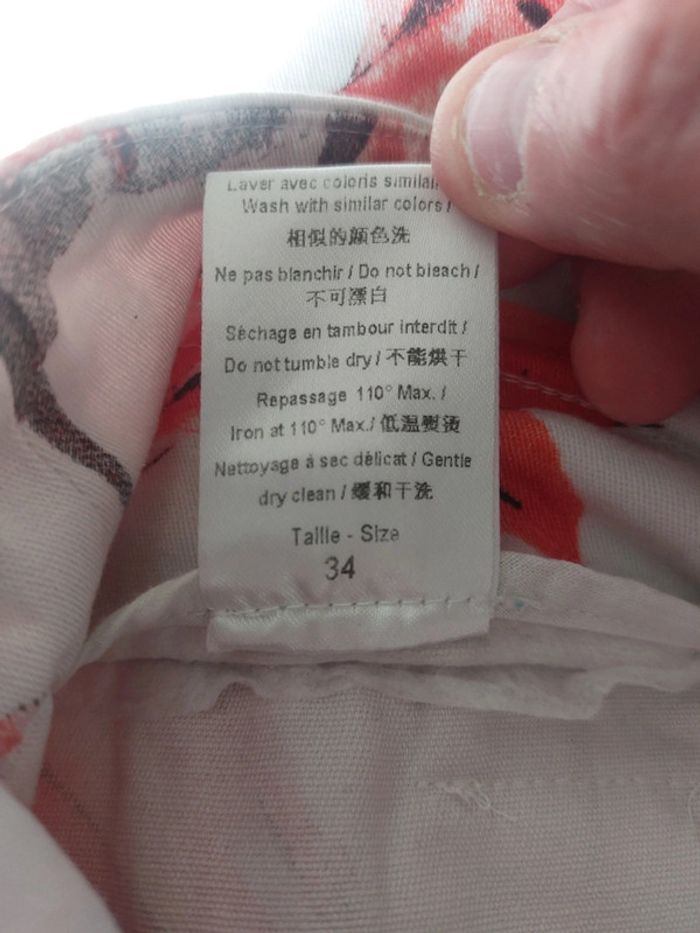 Laver avec coloris
Wash with similar colors /
相似的顏色洗
Ne pas blanchir / Do not bleach /
不可漂白
Séchage en tambour interdit /
Do not tumble dry / 不能烘干
Repassage 110° Max. /
Iron at 110° Max./ 低温熨烫
Nettoyage à sec délicat / Gentle
dry clean / 缓和干洗
Taille - Size
34